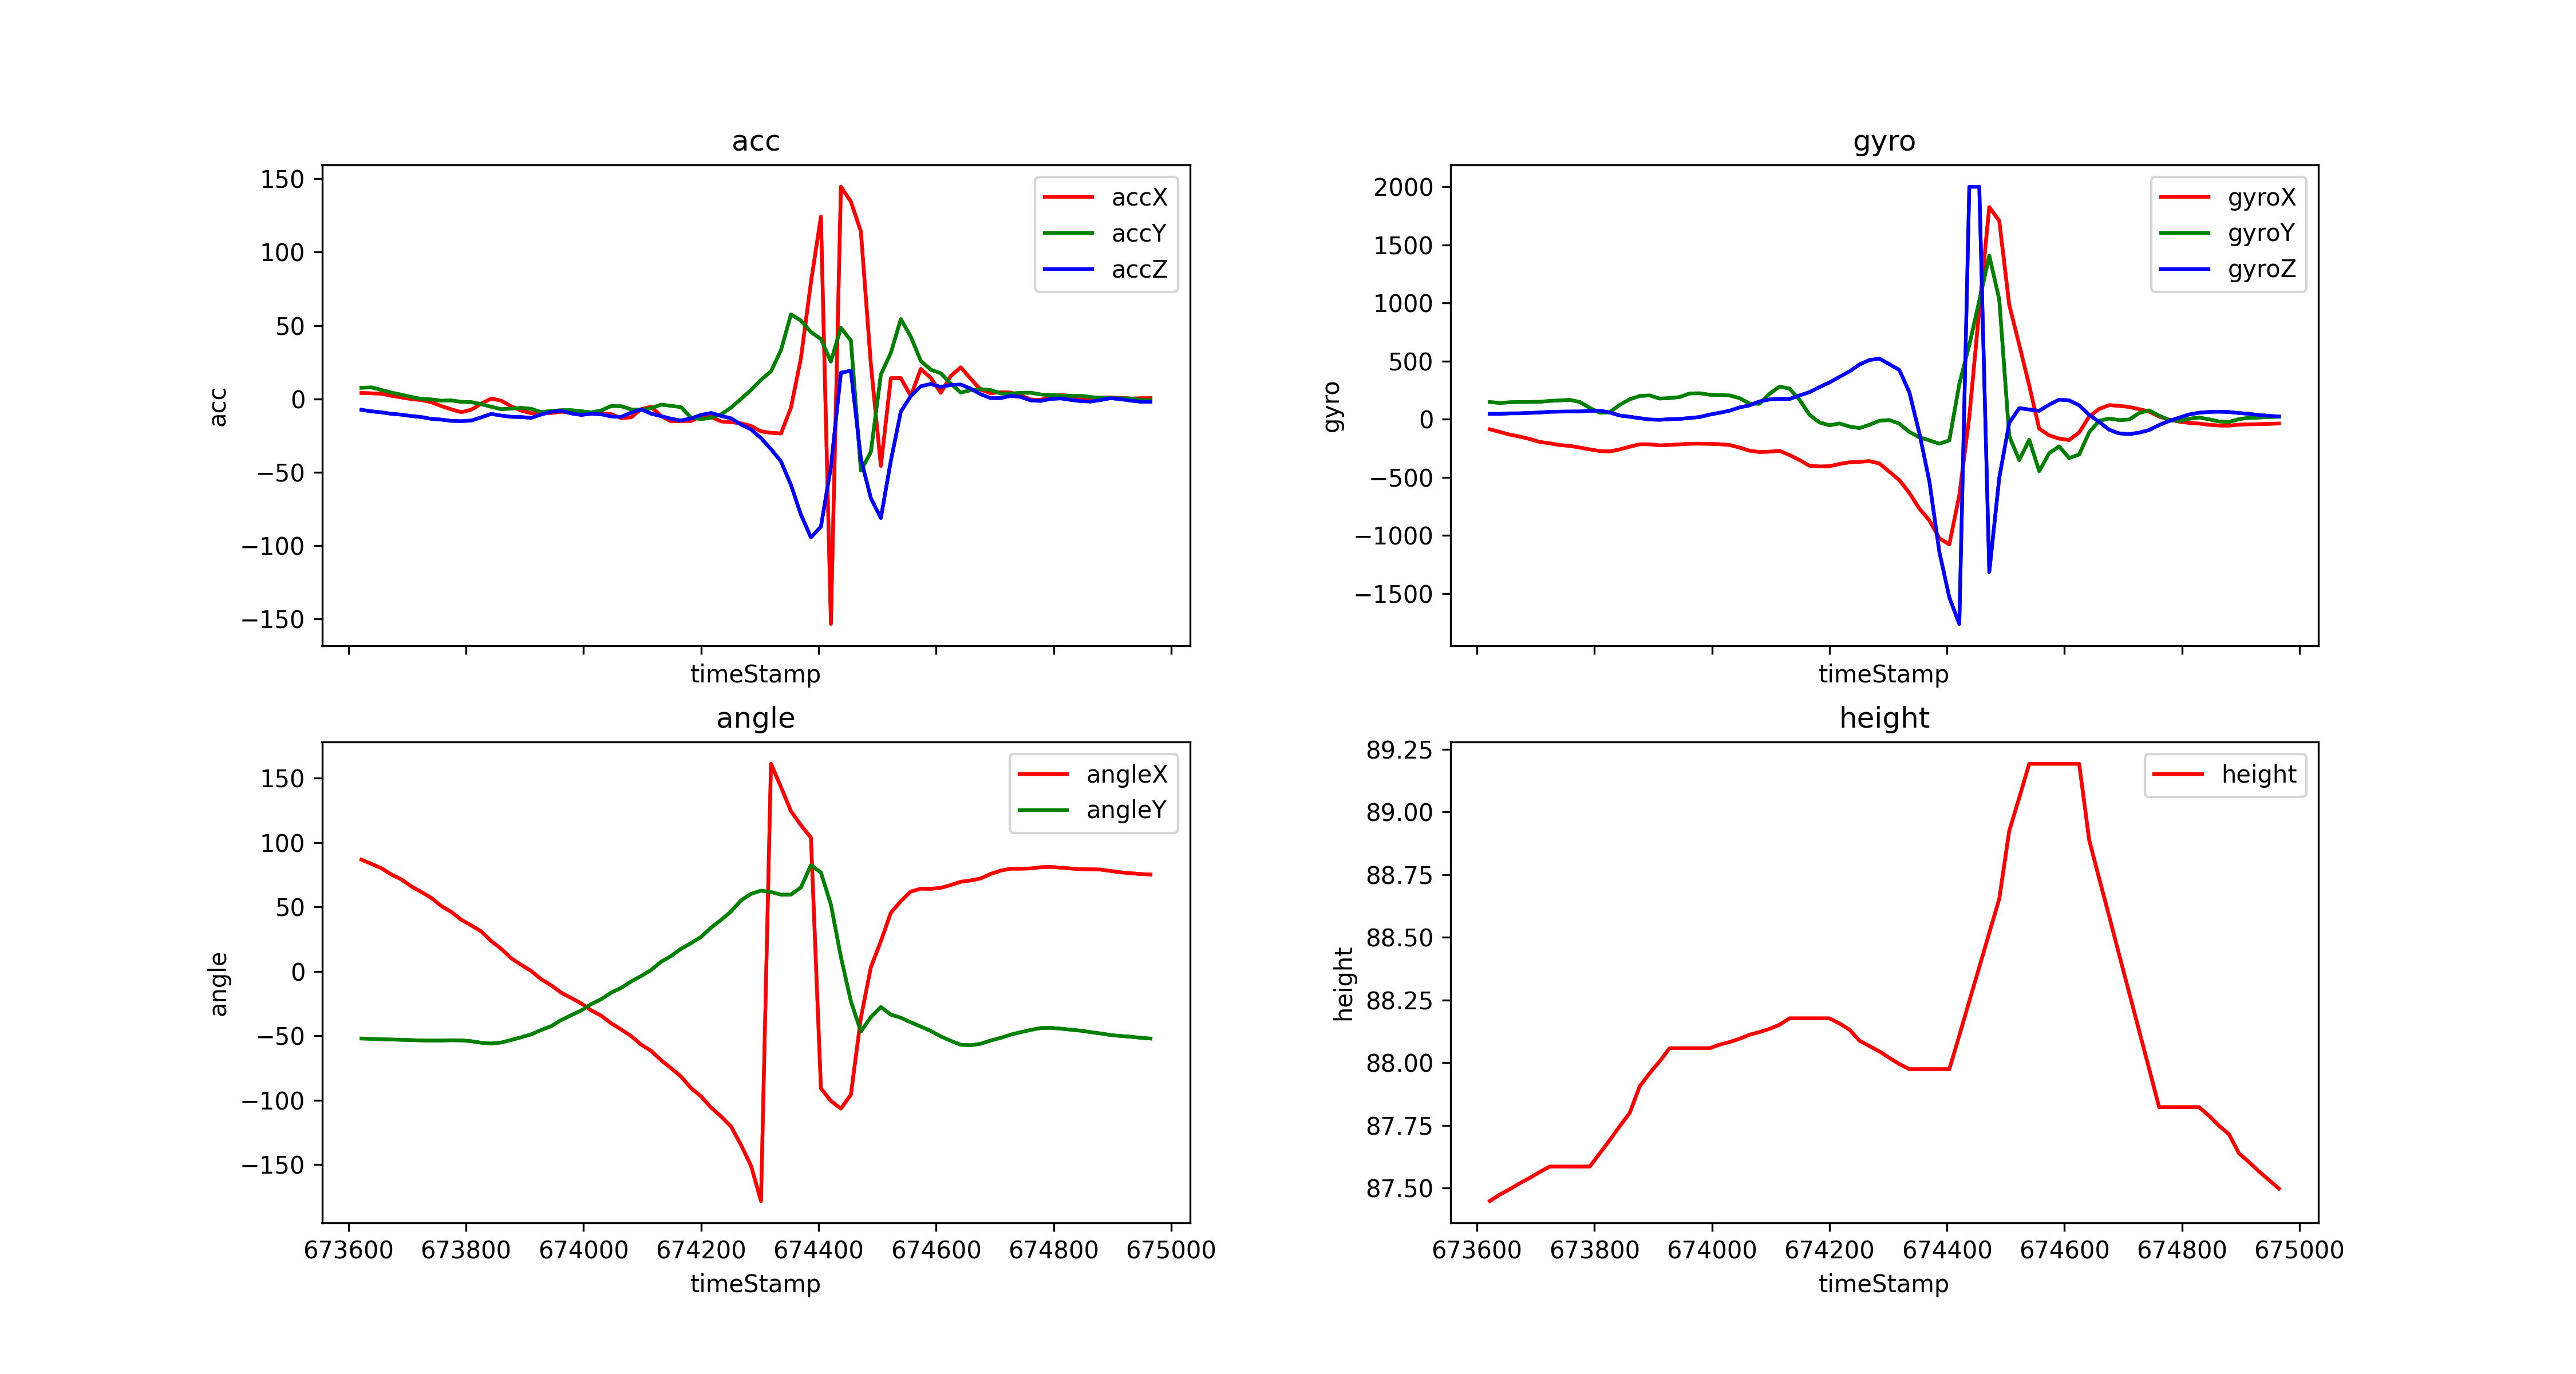 acc
150
100
50
0
−50
−100
−150
acc
accX
accY
accZ
timeStamp
gyro
2000
1500
1000
500
0
−500
−1000
−1500
gyro
gyroX
gyroY
gyroZ
timeStamp
angle
150
100
50
0
−50
−100
−150
angle
angleX
angleY
673600 673800 674000 674200 674400 674600 674800 675000
timeStamp
height
89.25
89.00
88.75
88.50
88.25
88.00
87.75
87.50
height
height
673600 673800 674000 674200 674400 674600 674800 675000
timeStamp